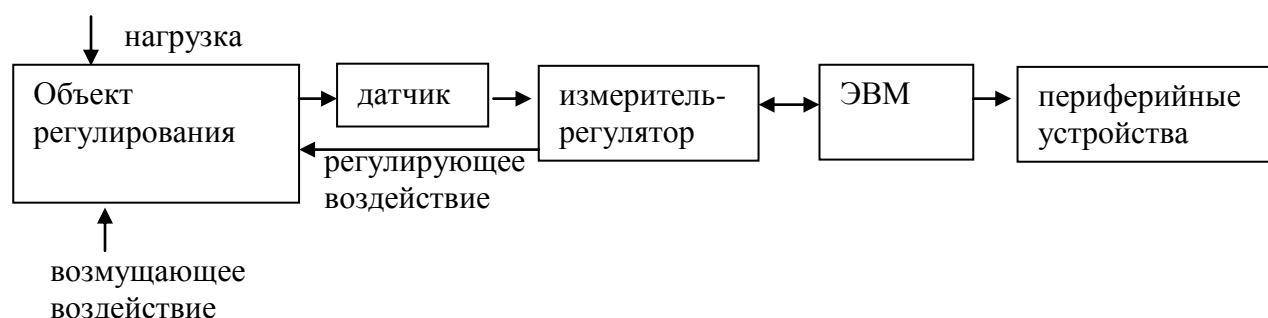 нагрузка
Объект
регулирования
датчик
измеритель-
регулятор
ЭВМ
периферийные
устройства
регулирующее
воздействие
возмущающее
воздействие